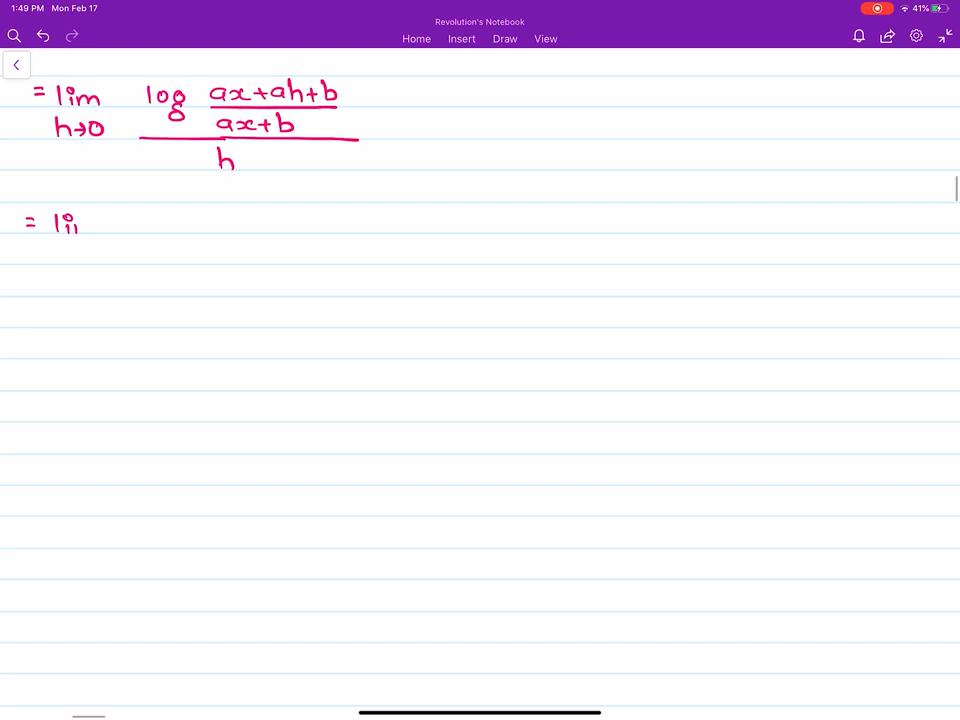 1:49 PM Mon Feb 17
41%
Revolution's Notebook
Home Insert Draw View
= lim log ax+ah+b
h→0 ax+b
h
= lii